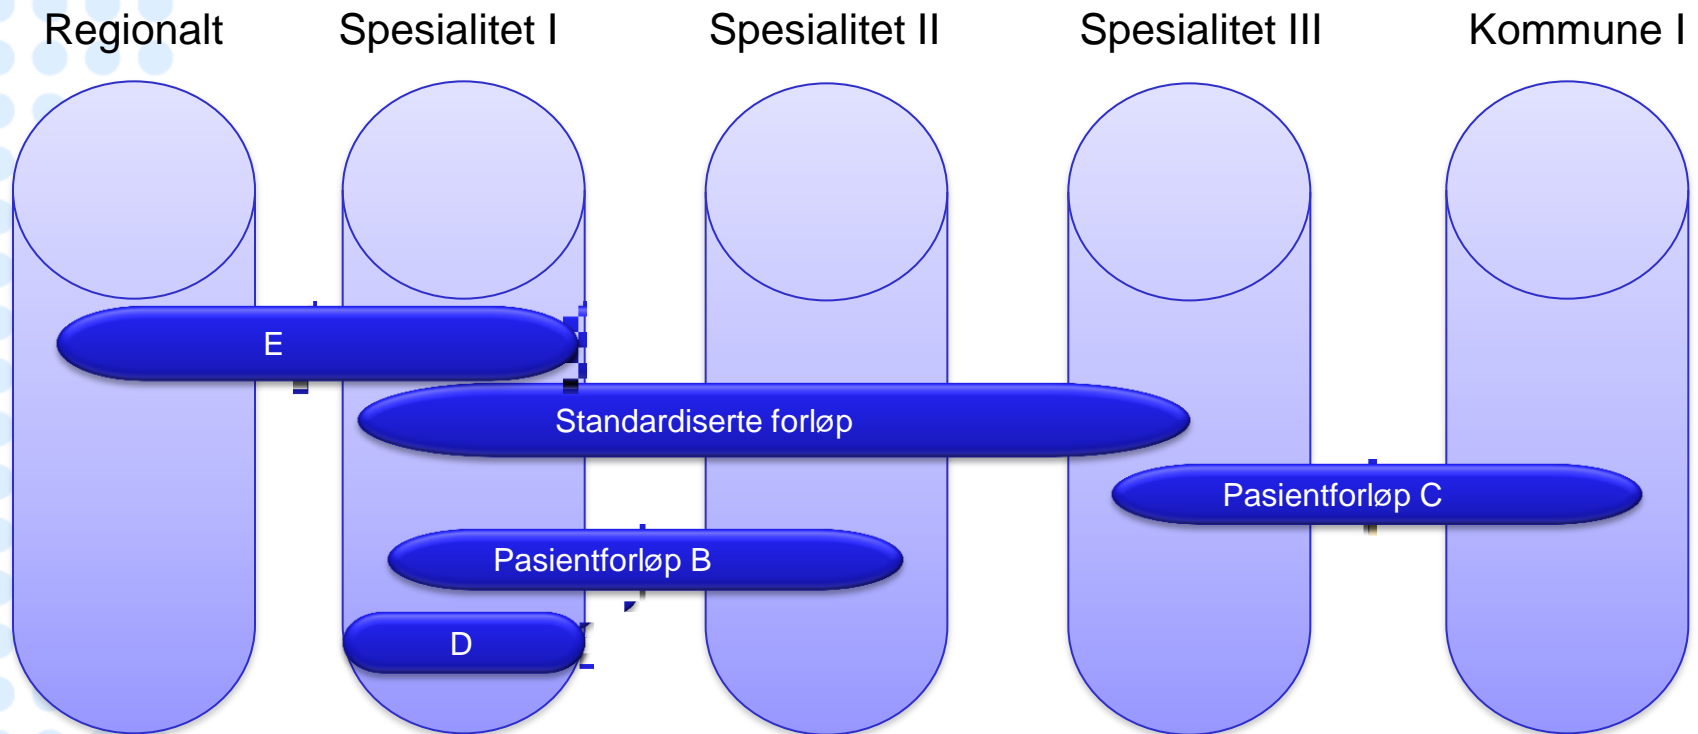 Regionalt
Spesialitet I
Spesialitet II
Spesialitet III
Kommune I
E
Standardiserte forløp
Pasientforløp C
Pasientforløp B
D